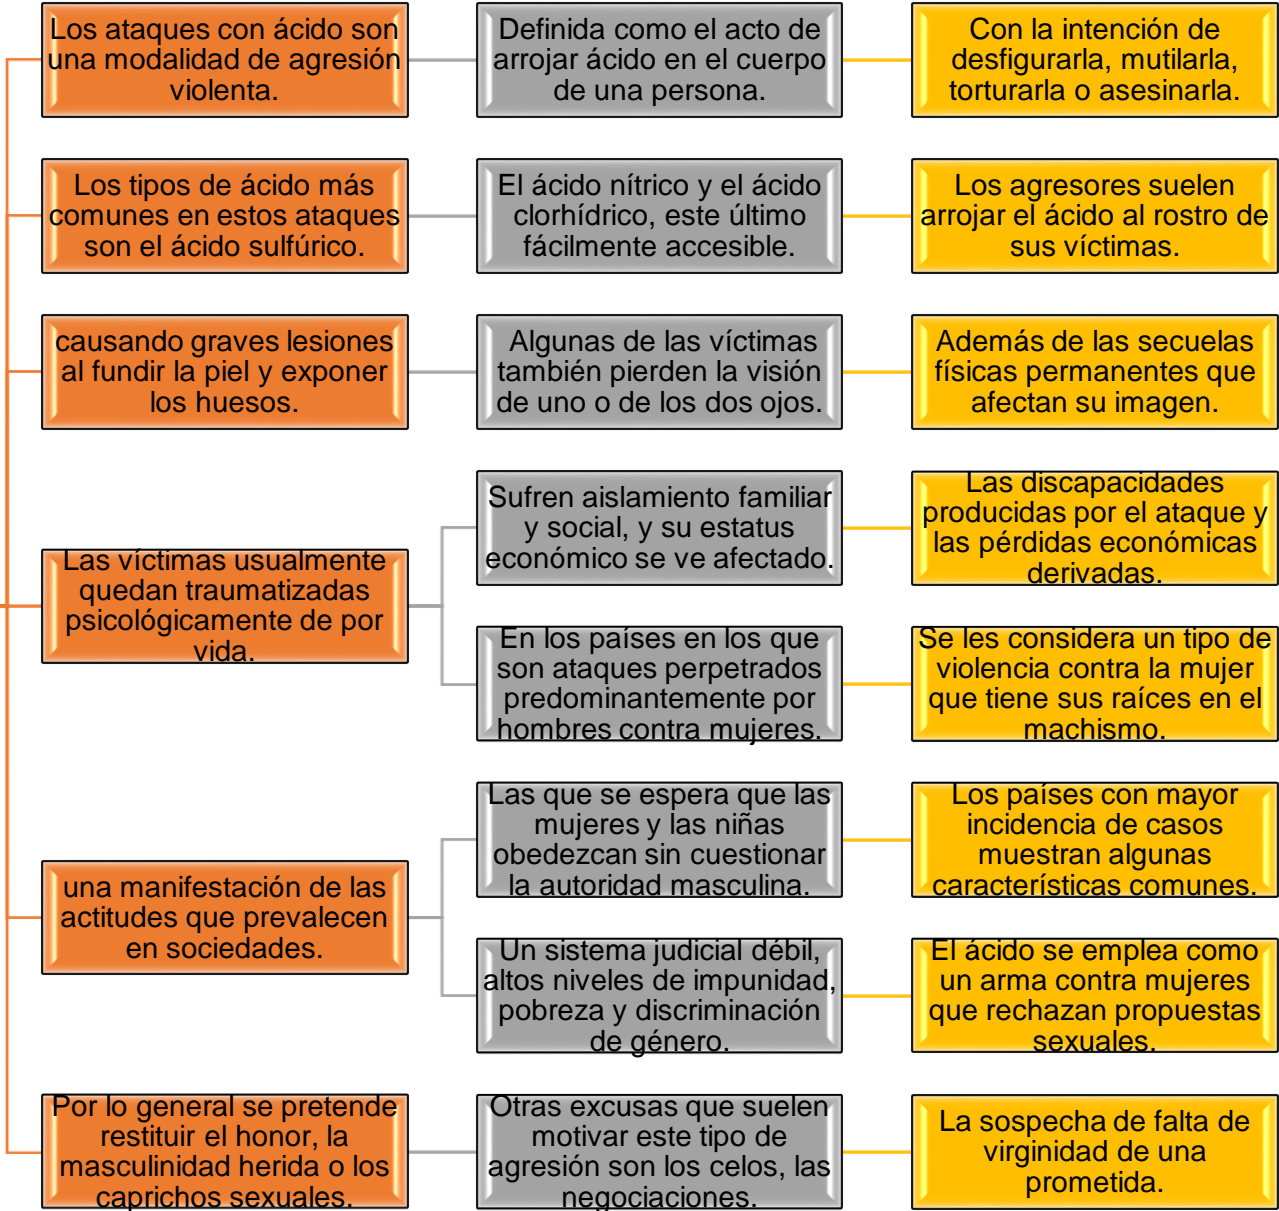 Los ataques con ácido son
una modalidad de agresión
violenta.
Definida como el acto de
arrojar ácido en el cuerpo
de una persona.
Con la intención de
desfigurarla, mutilarla,
torturarla o asesinarla.
Los tipos de ácido más
comunes en estos ataques
son el ácido sulfúrico.
El ácido nítrico y el ácido
clorhídrico, este último
fácilmente accesible.
Los agresores suelen
arrojar el ácido al rostro de
sus víctimas.
causando graves lesiones
al fundir la piel y exponer
los huesos.
Algunas de las víctimas
también pierden la visión
de uno o de los dos ojos.
Además de las secuelas
físicas permanentes que
afectan su imagen.
Las víctimas usualmente
quedan traumatizadas
psicológicamente de por
vida.
Sufren aislamiento familiar
y social, y su estatus
económico se ve afectado.
Las discapacidades
producidas por el ataque y
las pérdidas económicas
derivadas.
En los países en los que
son ataques perpetrados
predominantemente por
hombres contra mujeres.
Se les considera un tipo de
violencia contra la mujer
que tiene sus raíces en el
machismo.
una manifestación de las
actitudes que prevalecen
en sociedades.
Las que se espera que las
mujeres y las niñas
obedezcan sin cuestionar
la autoridad masculina.
Los países con mayor
incidencia de casos
muestran algunas
características comunes.
Un sistema judicial débil,
altos niveles de impunidad,
pobreza y discriminación
de género.
El ácido se emplea como
un arma contra mujeres
que rechazan propuestas
sexuales.
Por lo general se pretende
restituir el honor, la
masculinidad herida o los
caprichos sexuales.
Otras excusas que suelen
motivar este tipo de
agresión son los celos, las
negociaciones.
La sospecha de falta de
virginidad de una
prometida.